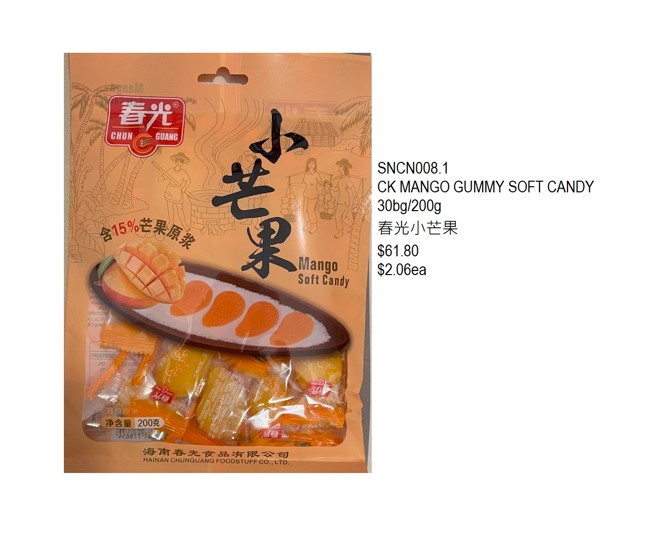 春光®
CHUN GUANG
小芒果
含15%芒果原浆
Mango
Soft Candy
净含量 200克
海南春光食品有限公司
HAINAN CHUNGUANG FOODSTUFF CO., LTD.
SNCN008.1
CK MANGO GUMMY SOFT CANDY
30bg/200g
春光小芒果
$61.80
$2.06ea